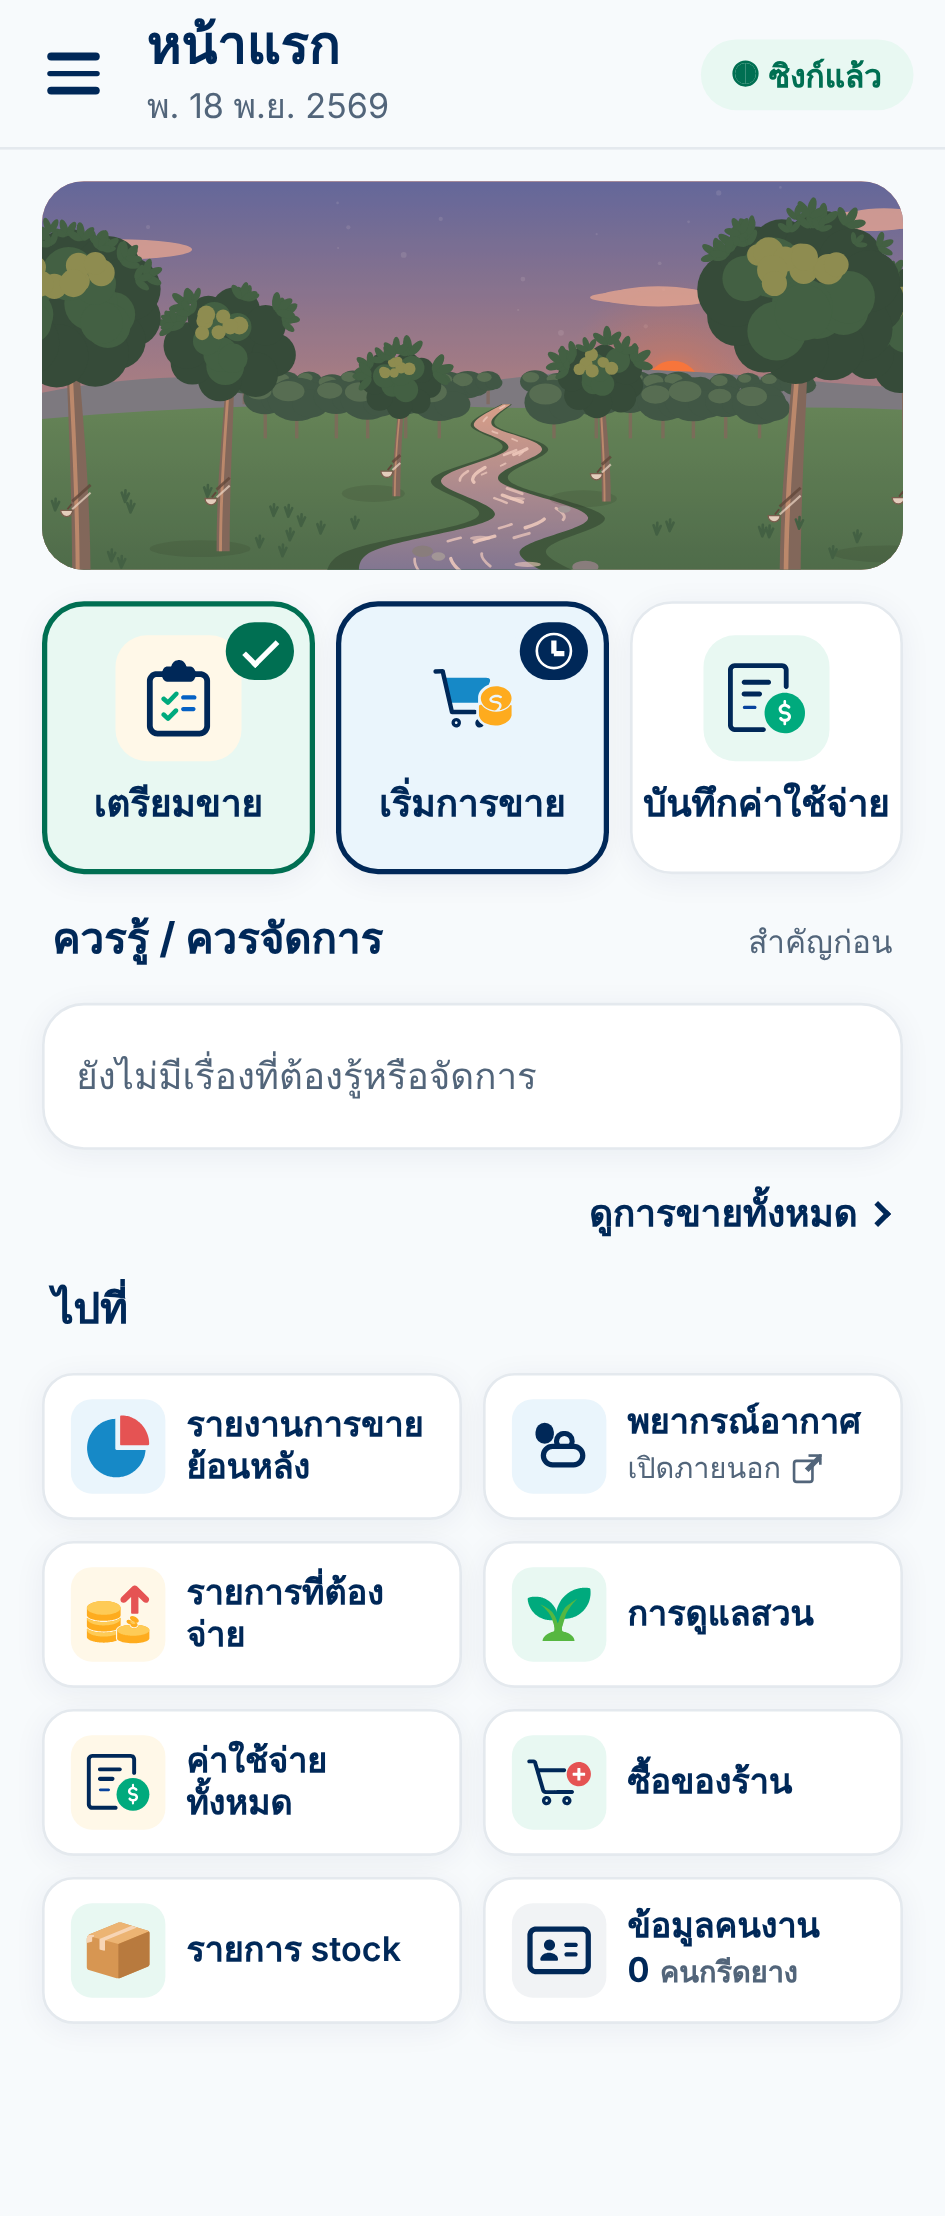 หน้าแรก
พ. 18 พ.ย. 2569
ซิงก์แล้ว
เตรียมขาย
เริ่มการขาย
บันทึกค่าใช้จ่าย
ควรรู้ / ควรจัดการ
สำคัญก่อน
ยังไม่มีเรื่องที่ต้องรู้หรือจัดการ
ดูการขายทั้งหมด
ไปที่
รายงานการขาย
ย้อนหลัง
พยากรณ์อากาศ
เปิดภายนอก
รายการที่ต้อง
จ่าย
การดูแลสวน
ค่าใช้จ่าย
ทั้งหมด
ซื้อของร้าน
รายการ stock
ข้อมูลคนงาน
0 คนกรีดยาง